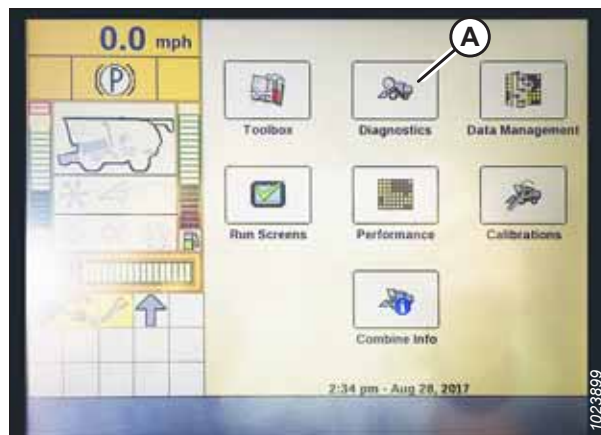 0.0 mph
A
(P)
Toolbox
Diagnostics
Data Management
Run Screens
Performance
Calibrations
Combine Info
2:34 pm - Aug 28, 2017
1023899